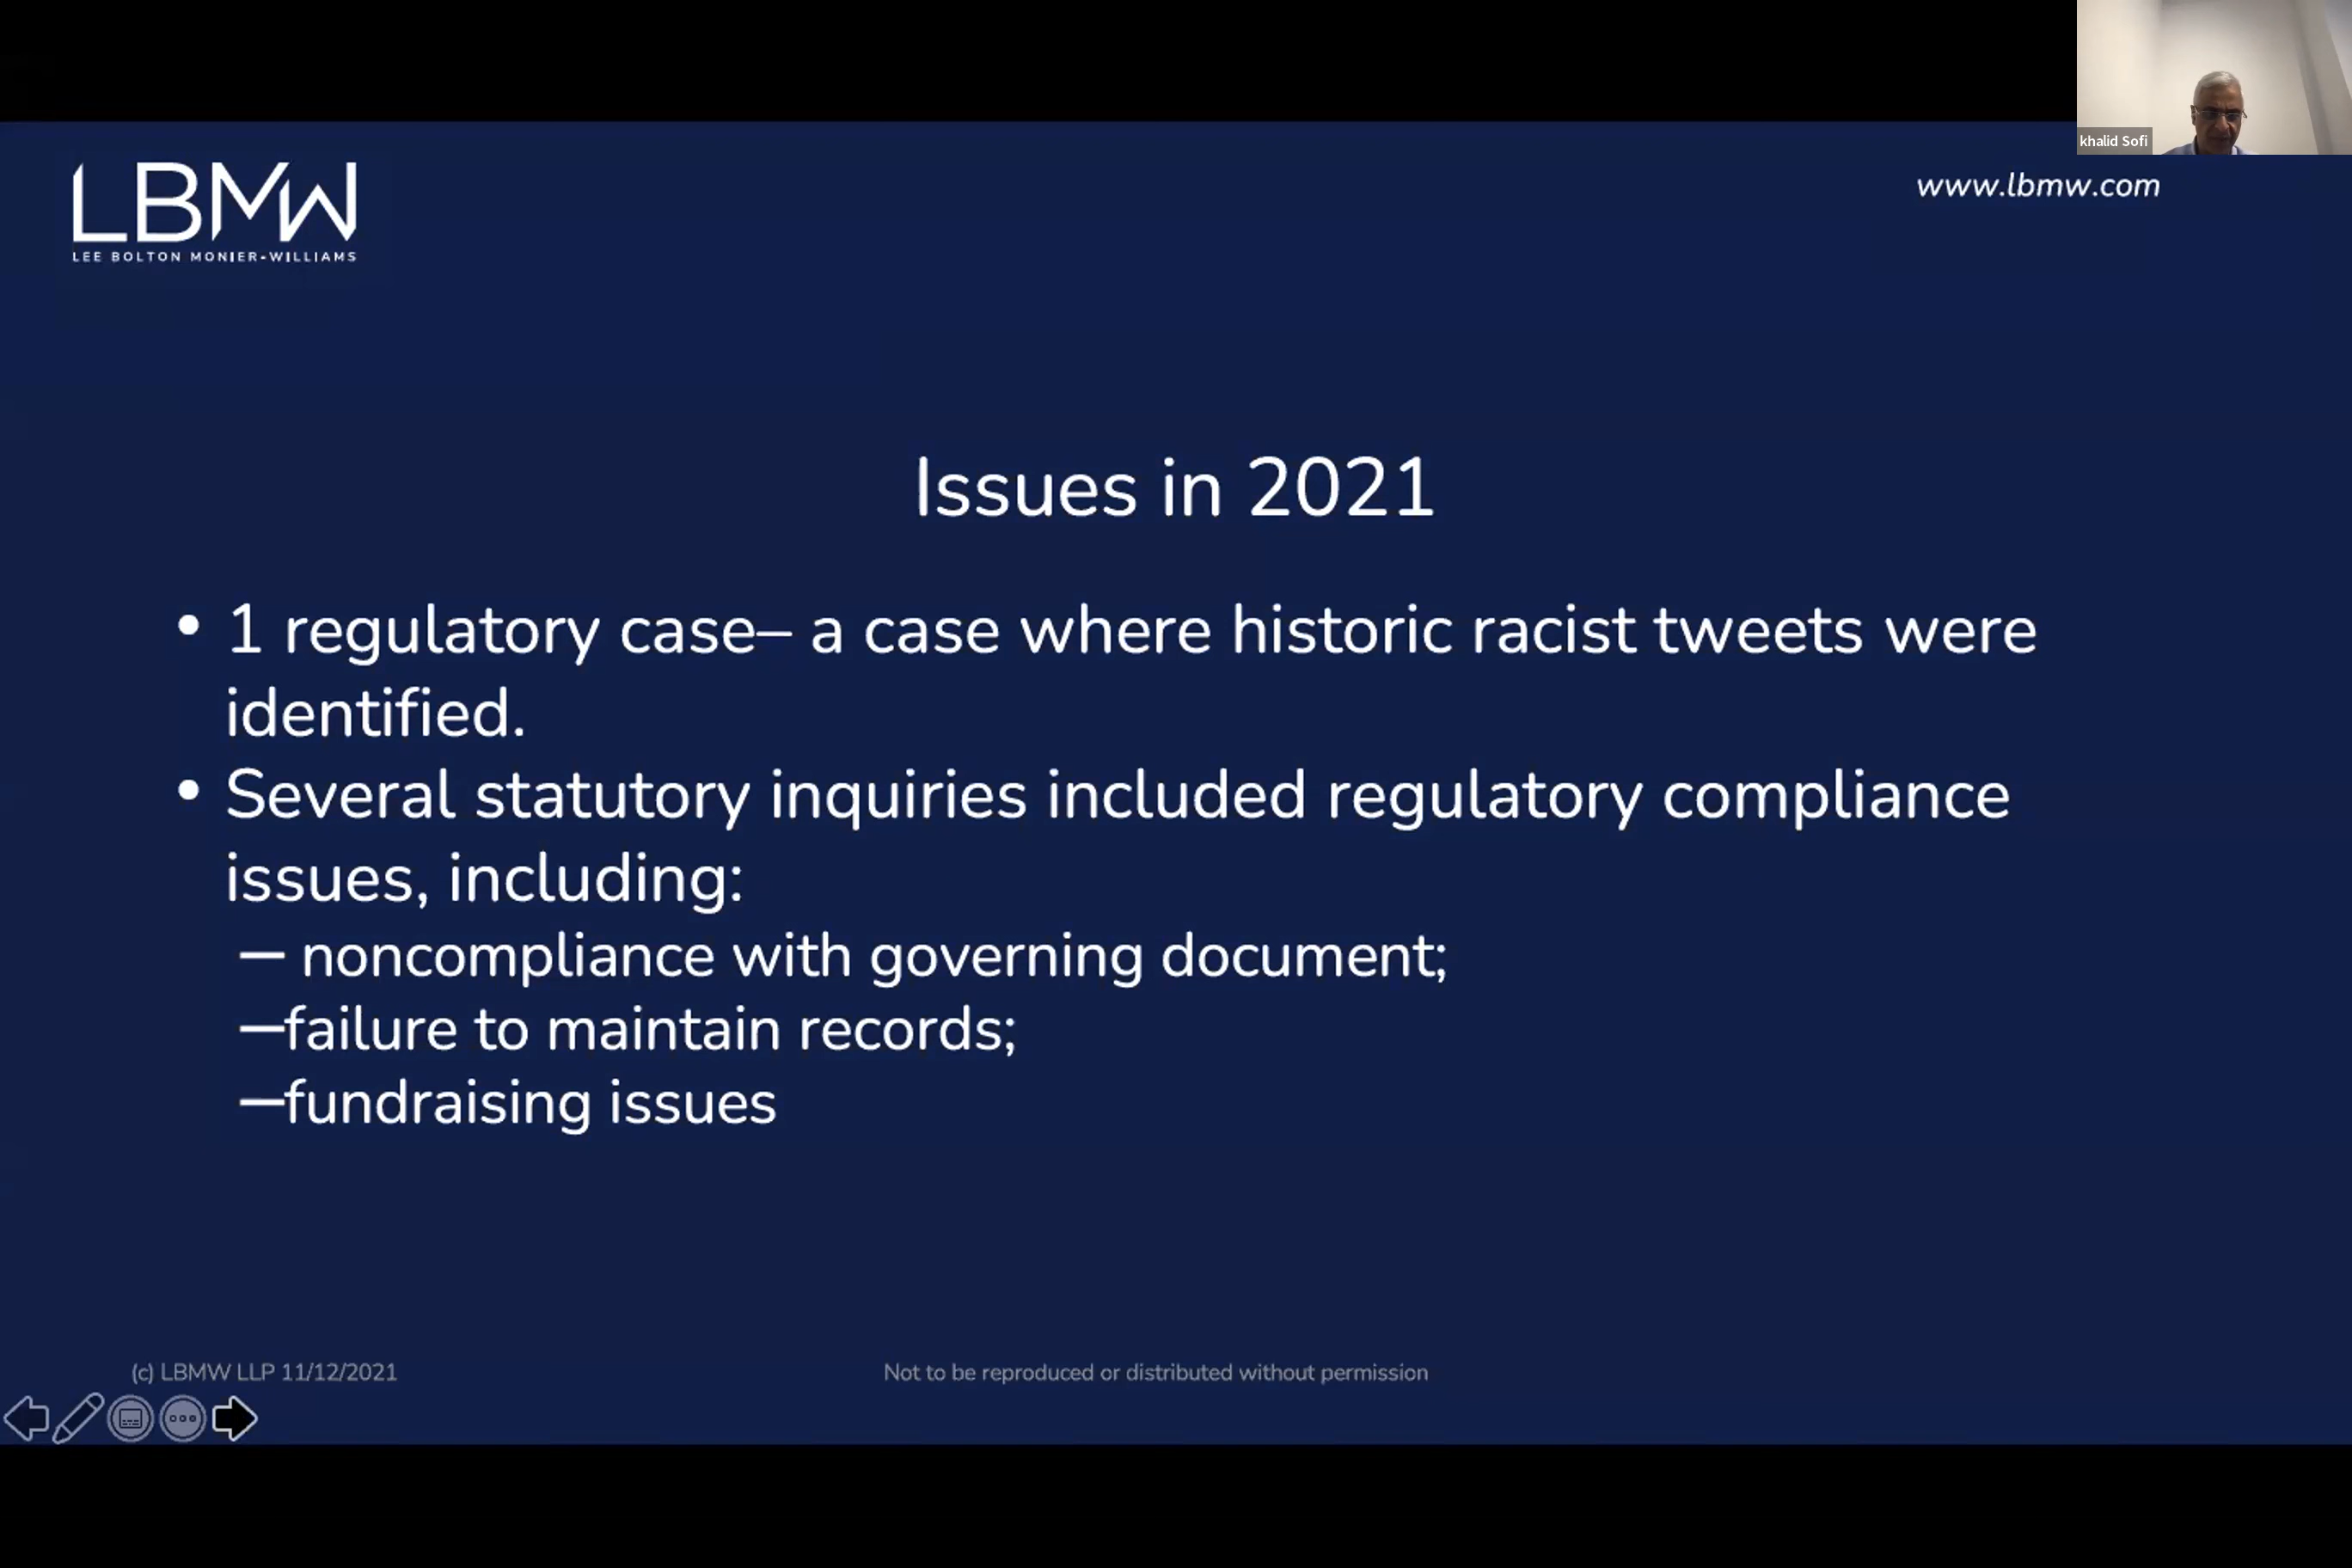 khalid Sofi
LBMW
LEE BOLTON MONIER-WILLIAMS
www.lbmw.com
Issues in 2021
• 1 regulatory case– a case where historic racist tweets were
identified.
• Several statutory inquiries included regulatory compliance
issues, including:
– noncompliance with governing document;
–failure to maintain records;
–fundraising issues
(c) LBMW LLP 11/12/2021
Not to be reproduced or distributed without permission